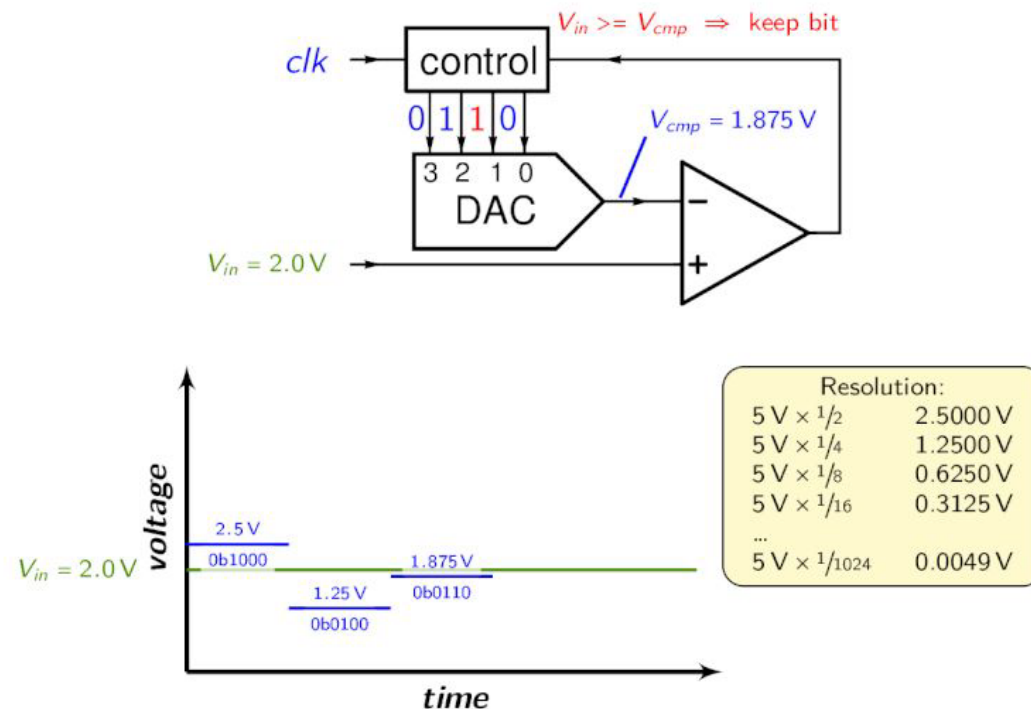 V_in >= V_cmp ⇒ keep bit
clk
control
0 1 1 0
V_cmp = 1.875 V
3 2 1 0
DAC
−
+
V_in = 2.0 V
Resolution:
5 V × 1/2 2.5000 V
5 V × 1/4 1.2500 V
5 V × 1/8 0.6250 V
5 V × 1/16 0.3125 V
...
5 V × 1/1024 0.0049 V
voltage
2.5 V
0b1000
V_in = 2.0 V
1.875 V
0b0110
1.25 V
0b0100
time